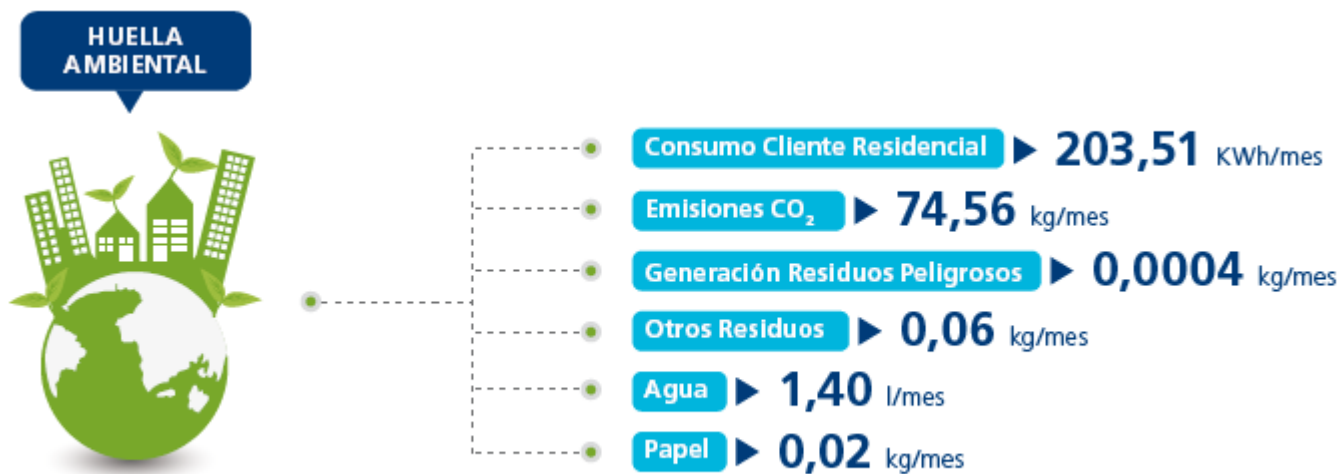 HUELLA
AMBIENTAL
Consumo Cliente Residencial 203,51 KWh/mes
Emisiones CO₂ 74,56 kg/mes
Generación Residuos Peligrosos 0,0004 kg/mes
Otros Residuos 0,06 kg/mes
Agua 1,40 l/mes
Papel 0,02 kg/mes